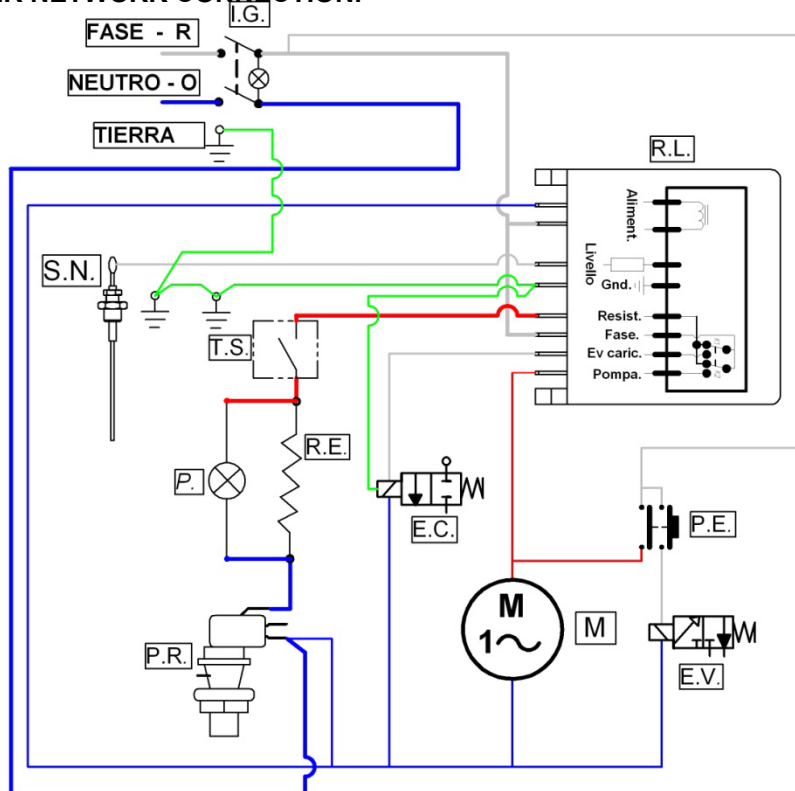 I.G.
FASE - R
NEUTRO - O
TIERRA
R.L.
Aliment.
S.N.
Livello
Gnd.
Resist.
T.S.
Fase.
Ev caric.
Pompa.
R.E.
P.
E.C.
P.E.
M
1
M
P.R.
E.V.